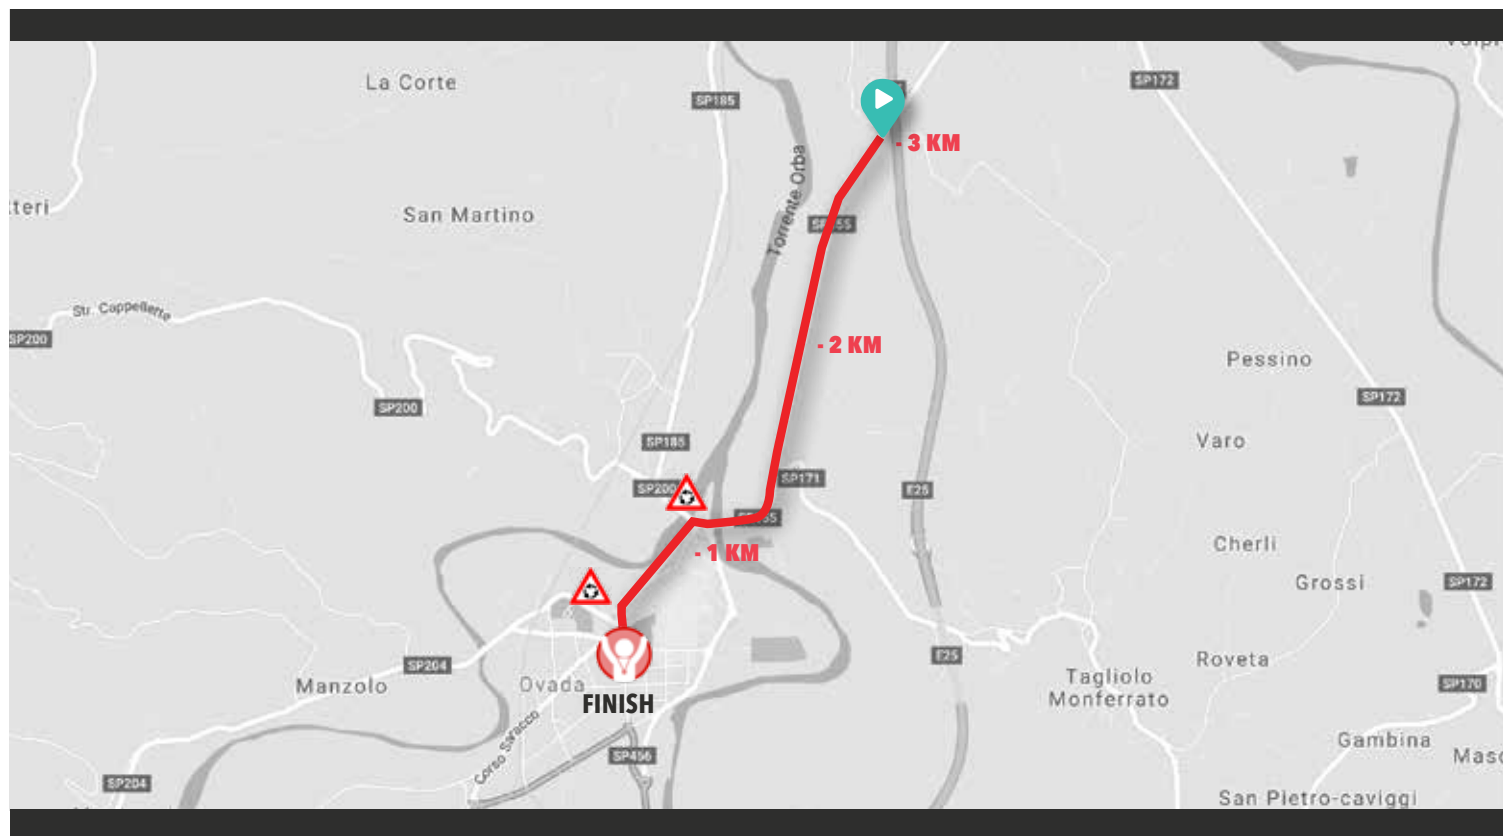 La Corte
SP185
SP172
- 3 KM
Torrente Orba
teri
San Martino
Str. Cappellette
SP200
- 2 KM
Pessino
SP200
SP172
SP185
Varo
SP200
SP171
E25
- 1 KM
Cherli
Grossi
SP172
SP204
E25
Roveta
Manzolo
Ovada
Tagliolo
Monferrato
SP170
FINISH
Corso Saracco
SP456
Gambina
Masc
SP204
San Pietro-caviggi